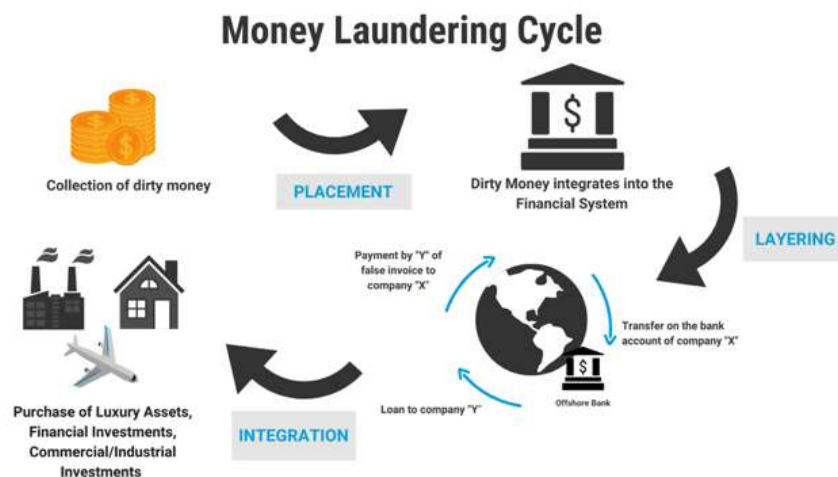 Money Laundering Cycle
$
$
$
Collection of dirty money
PLACEMENT
$
Dirty Money integrates into the
Financial System
LAYERING
Payment by "Y" of
false invoice to
company "X"
Transfer on the bank
account of company "X"
$
Offshore Bank
Loan to company "Y"
INTEGRATION
Purchase of Luxury Assets,
Financial Investments,
Commercial/Industrial
Investments